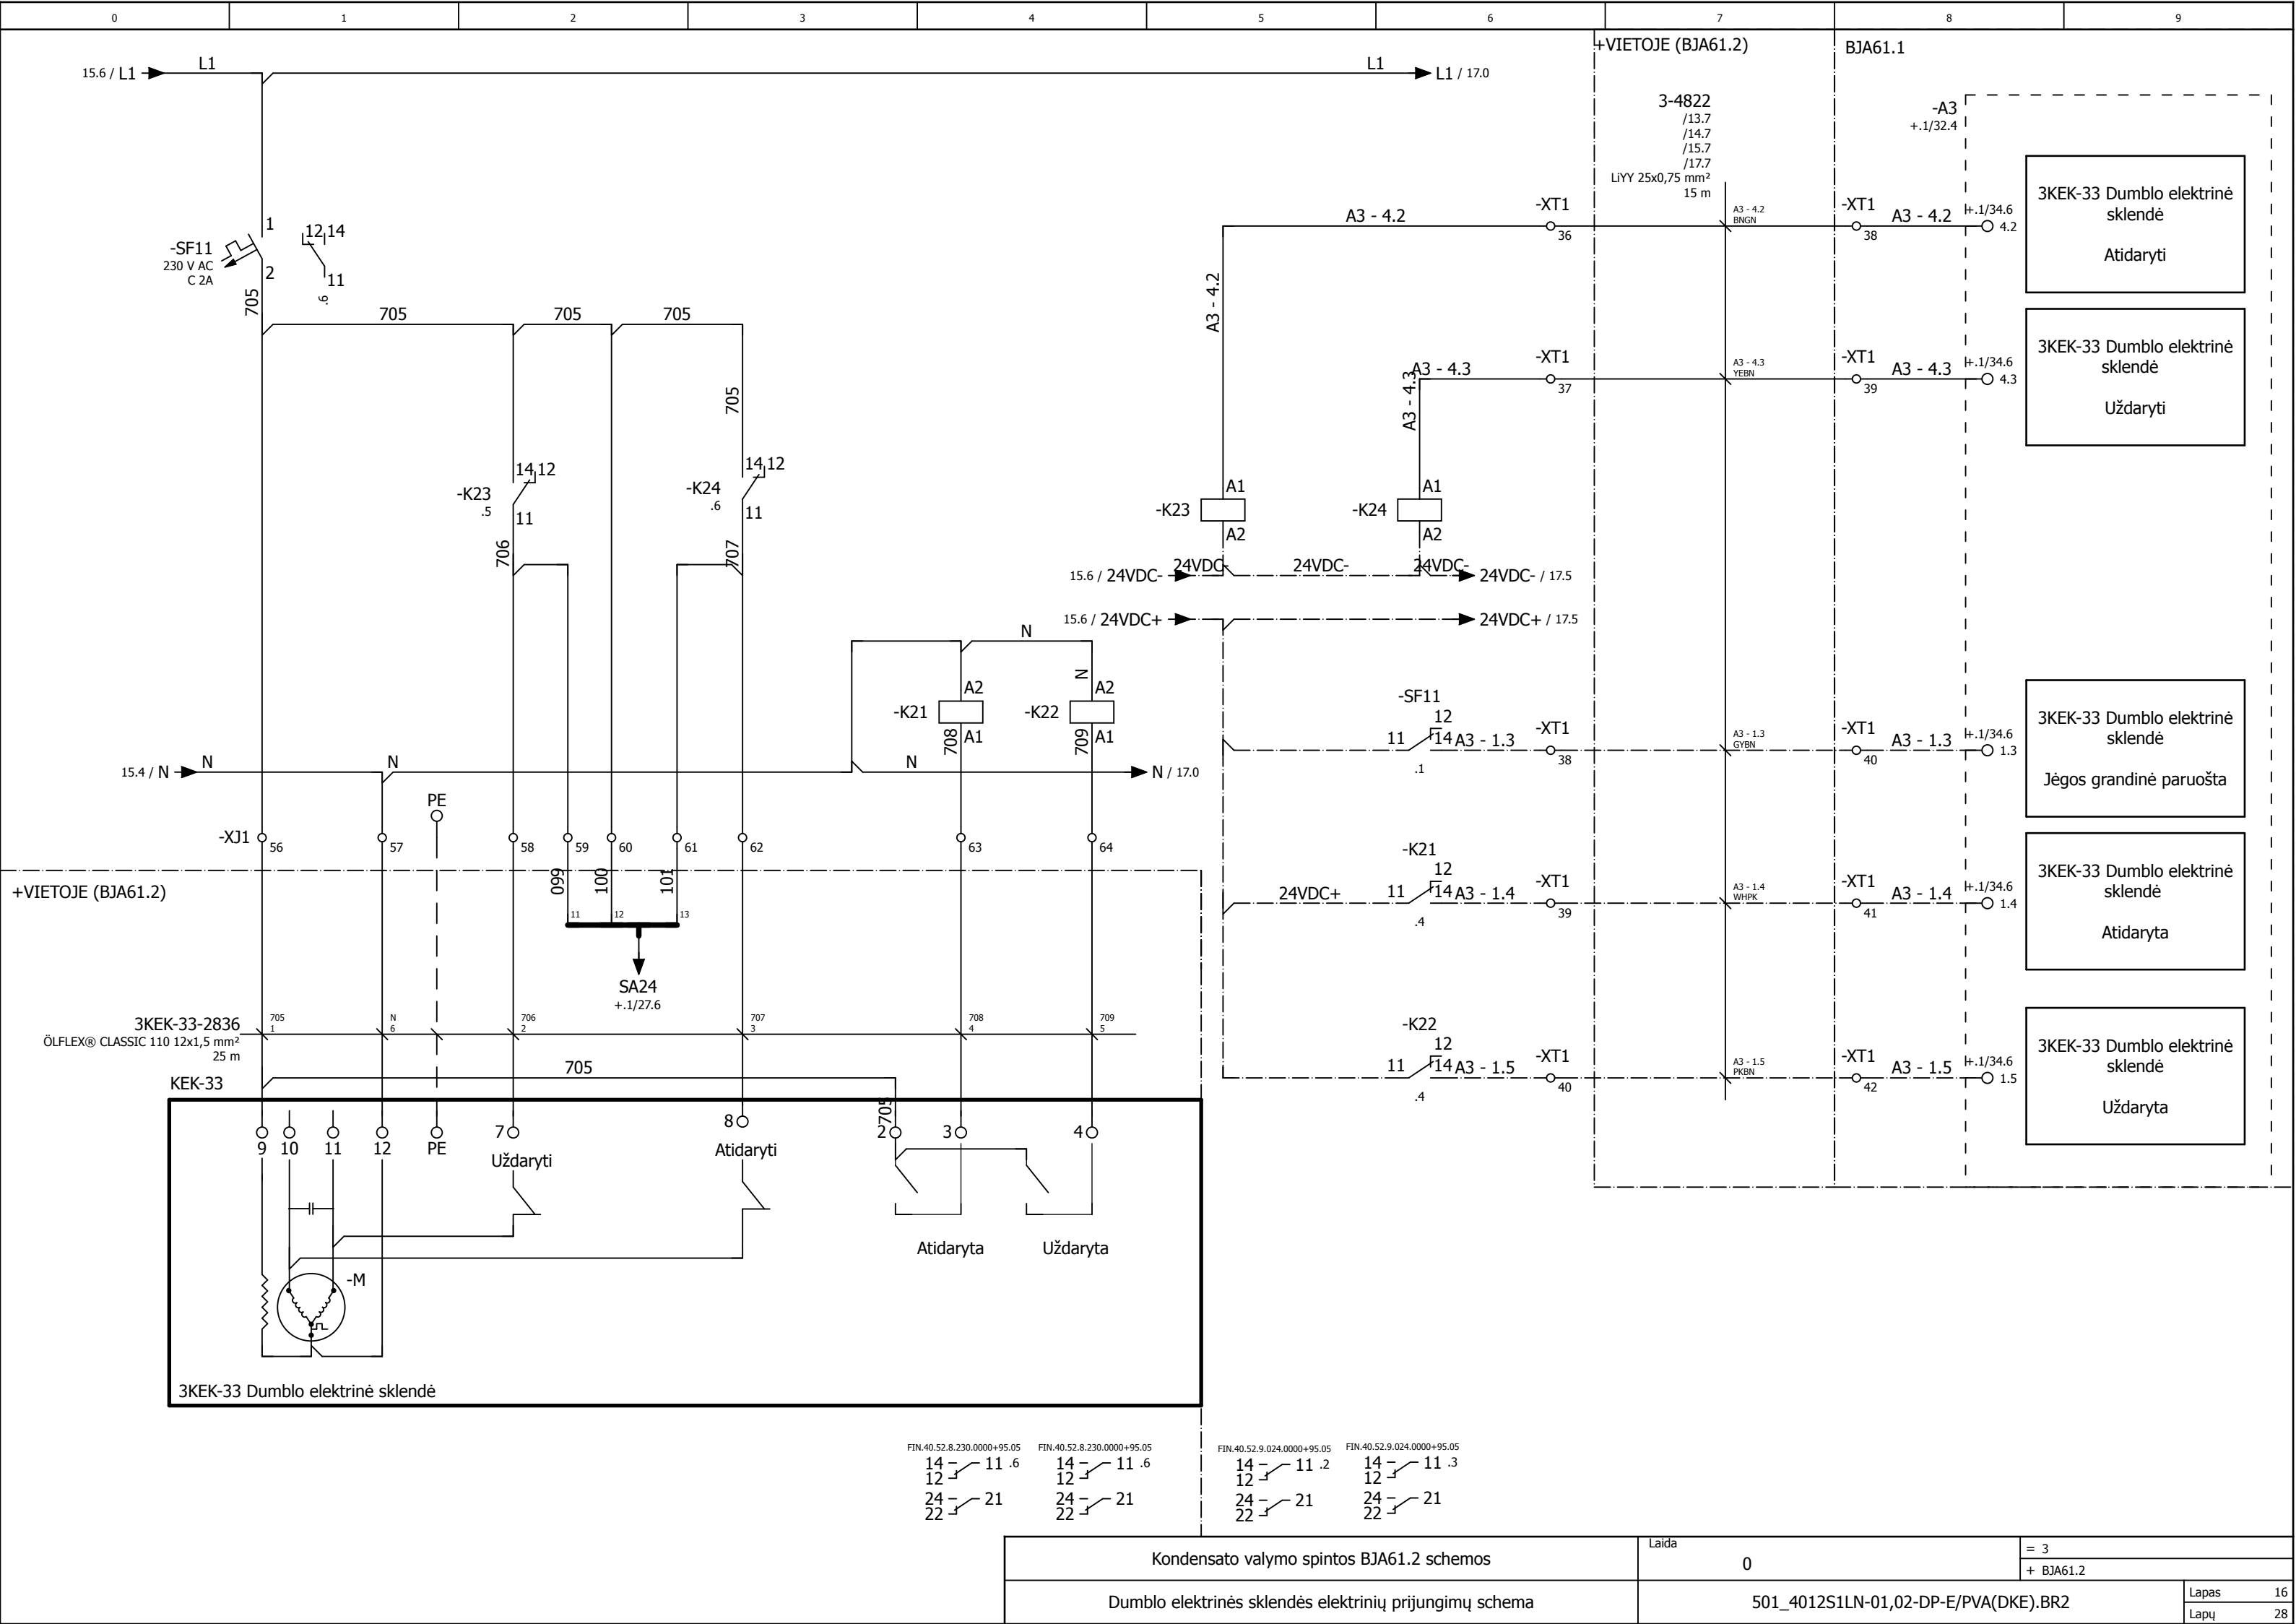 0 1 2 3 4 5 6 7 8 9
+VIETOJE (BJA61.2)
BJA61.1
15.6 / L1
L1
L1
L1 / 17.0
3-4822
/13.7
/14.7
/15.7
/17.7
LiYY 25x0,75 mm²
15 m
-A3
+.1/32.4
3KEK-33 Dumblo elektrinė
sklendė
Atidaryti
A3 - 4.2
-XT1
36
A3 - 4.2
BNGN
-XT1
38
A3 - 4.2
+.1/34.6
4.2
1
-SF11
230 V AC
C 2A
2
12 14
11
.6
705
705
705
705
A3 - 4.2
3KEK-33 Dumblo elektrinė
sklendė
Uždaryti
A3 - 4.3
A3 - 4.3
-XT1
37
A3 - 4.3
YEBN
-XT1
39
A3 - 4.3
+.1/34.6
4.3
705
14 12
-K23
.5
11
706
14 12
-K24
.6
11
707
A1
-K23
A2
A1
-K24
A2
15.6 / 24VDC-
24VDC-
24VDC-
24VDC-
24VDC- / 17.5
15.6 / 24VDC+
24VDC+ / 17.5
N
N
A2
-K21
A1
708
A2
-K22
A1
709
-SF11
12
11
14
A3 - 1.3
.1
-XT1
38
A3 - 1.3
GYBN
-XT1
40
A3 - 1.3
+.1/34.6
1.3
3KEK-33 Dumblo elektrinė
sklendė
Jėgos grandinė paruošta
15.4 / N
N
N
N
N / 17.0
PE
-XJ1
56
57
58
59
60
61
62
63
64
+VIETOJE (BJA61.2)
099
100
101
11
12
13
SA24
+.1/27.6
24VDC+
-K21
12
11
14
A3 - 1.4
.4
-XT1
39
A3 - 1.4
WHPK
-XT1
41
A3 - 1.4
+.1/34.6
1.4
3KEK-33 Dumblo elektrinė
sklendė
Atidaryta
3KEK-33-2836
ÖLFLEX® CLASSIC 110 12x1,5 mm²
25 m
705
1
N
6
706
2
707
3
708
4
709
5
-K22
12
11
14
A3 - 1.5
.4
-XT1
40
A3 - 1.5
PKBN
-XT1
42
A3 - 1.5
+.1/34.6
1.5
3KEK-33 Dumblo elektrinė
sklendė
Uždaryta
KEK-33
705
705
9
10
11
12
PE
7
Uždaryti
8
Atidaryti
2
3
4
Atidaryta
Uždaryta
-M
3KEK-33 Dumblo elektrinė sklendė
FIN.40.52.8.230.0000+95.05
14 11 .6
12
24 21
22
FIN.40.52.8.230.0000+95.05
14 11 .6
12
24 21
22
FIN.40.52.9.024.0000+95.05
14 11 .2
12
24 21
22
FIN.40.52.9.024.0000+95.05
14 11 .3
12
24 21
22
Kondensato valymo spintos BJA61.2 schemos
Laida
0
= 3
+ BJA61.2
Dumblo elektrinės sklendės elektrinių prijungimų schema
501_4012S1LN-01,02-DP-E/PVA(DKE).BR2
Lapas 16
Lapų 28